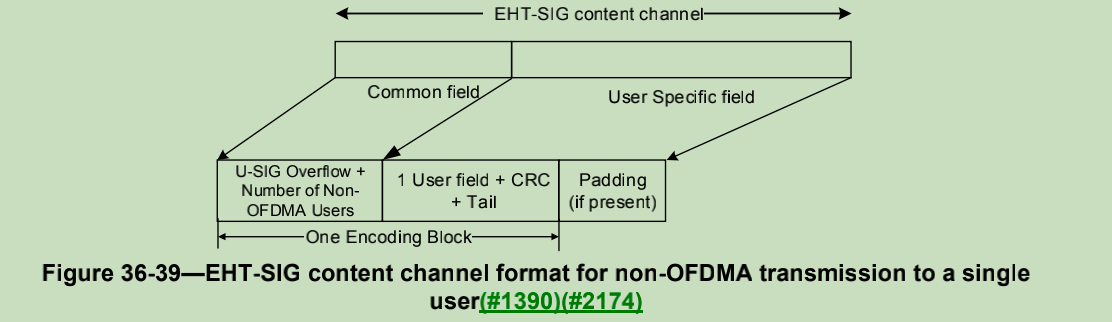 EHT-SIG content channel
Common field
User Specific field
U-SIG Overflow +
Number of Non-
OFDMA Users
1 User field + CRC
+ Tail
Padding
(if present)
One Encoding Block
Figure 36-39—EHT-SIG content channel format for non-OFDMA transmission to a single
user(#1390)(#2174)